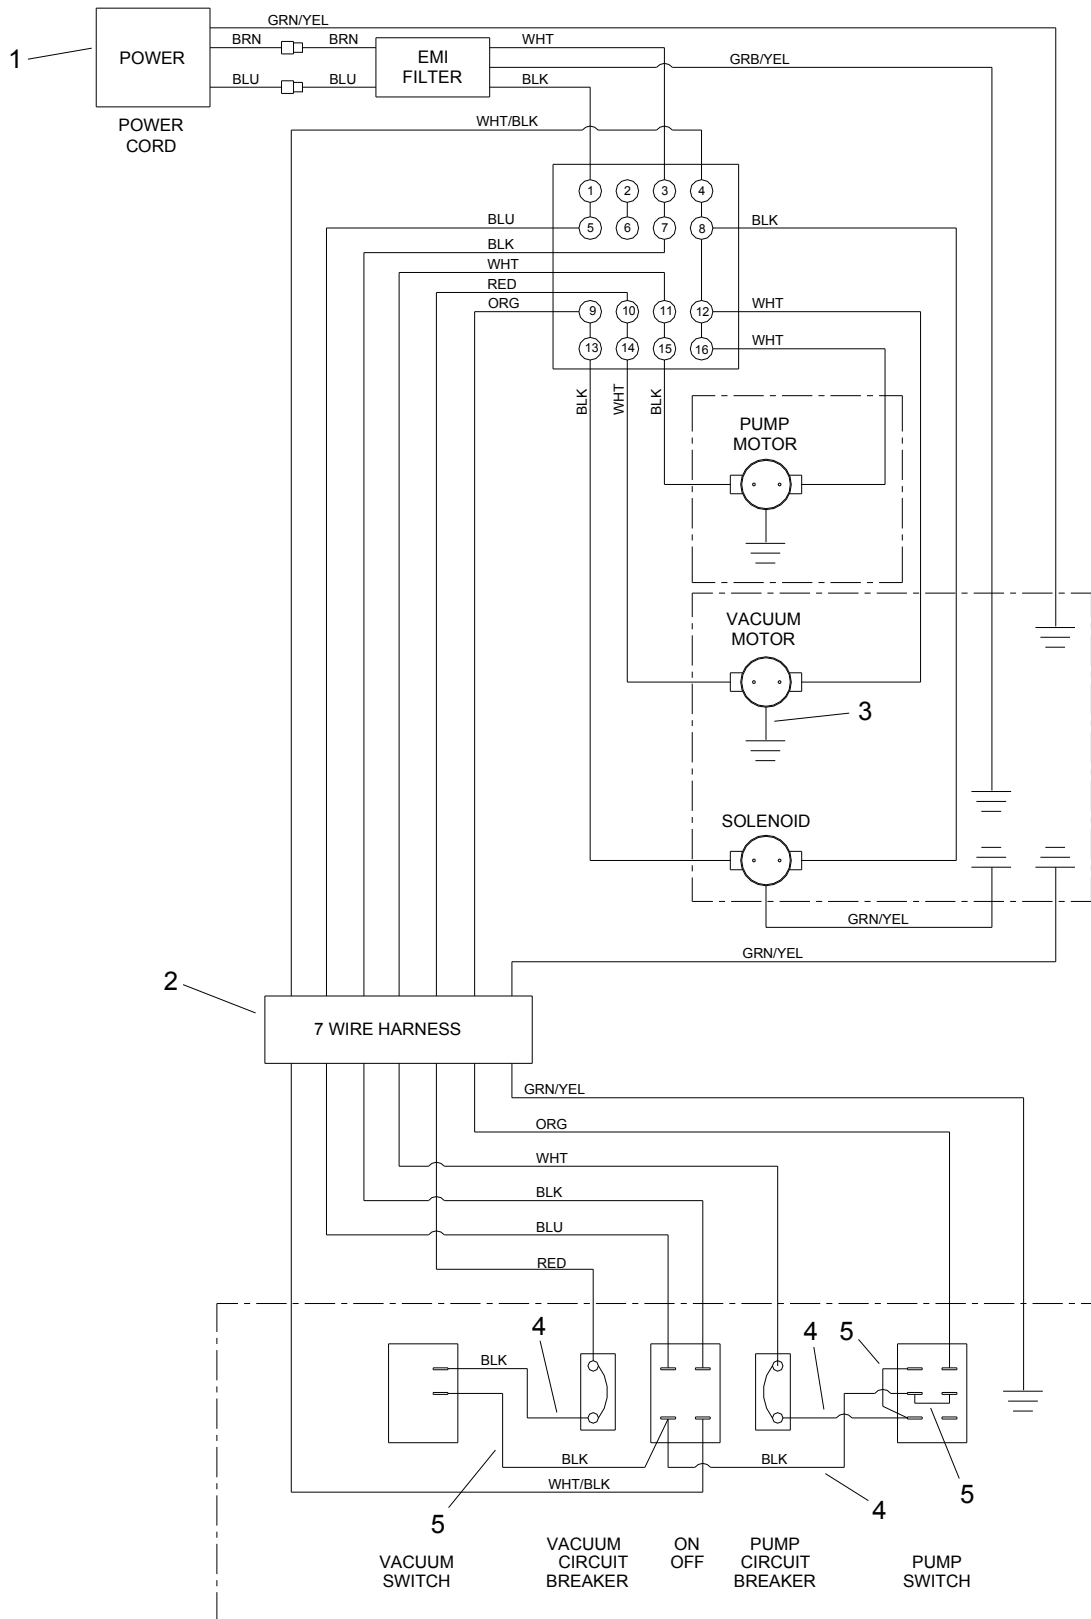 GRN/YEL
1
POWER
BRN
BRN
EMI
FILTER
WHT
GRB/YEL
BLU
BLU
BLK
POWER
CORD
WHT/BLK
1
2
3
4
BLU
5
6
7
8
BLK
BLK
WHT
RED
ORG
9
10
11
12
WHT
13
14
15
16
WHT
BLK
WHT
BLK
PUMP
MOTOR
VACUUM
MOTOR
3
SOLENOID
GRN/YEL
GRN/YEL
2
7 WIRE HARNESS
GRN/YEL
ORG
WHT
BLK
BLU
RED
4
4
5
BLK
BLK
BLK
WHT/BLK
5
4
5
VACUUM
SWITCH
VACUUM
CIRCUIT
BREAKER
ON
OFF
PUMP
CIRCUIT
BREAKER
PUMP
SWITCH